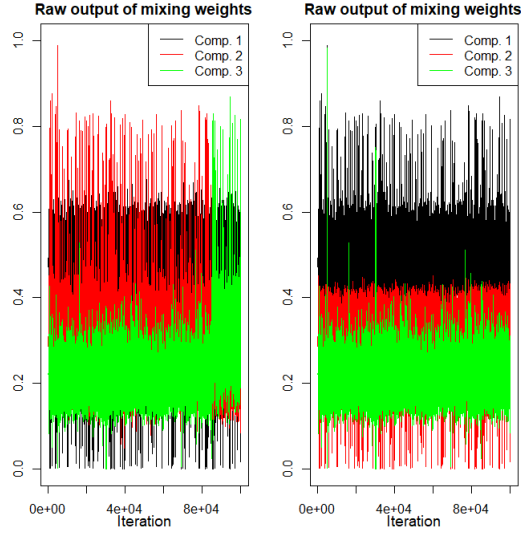 Raw output of mixing weights
Comp. 1
Comp. 2
Comp. 3
1.0
0.8
0.6
0.4
0.2
0.0
0e+00
4e+04
8e+04
Iteration
Raw output of mixing weights
Comp. 1
Comp. 2
Comp. 3
1.0
0.8
0.6
0.4
0.2
0.0
0e+00
4e+04
8e+04
Iteration